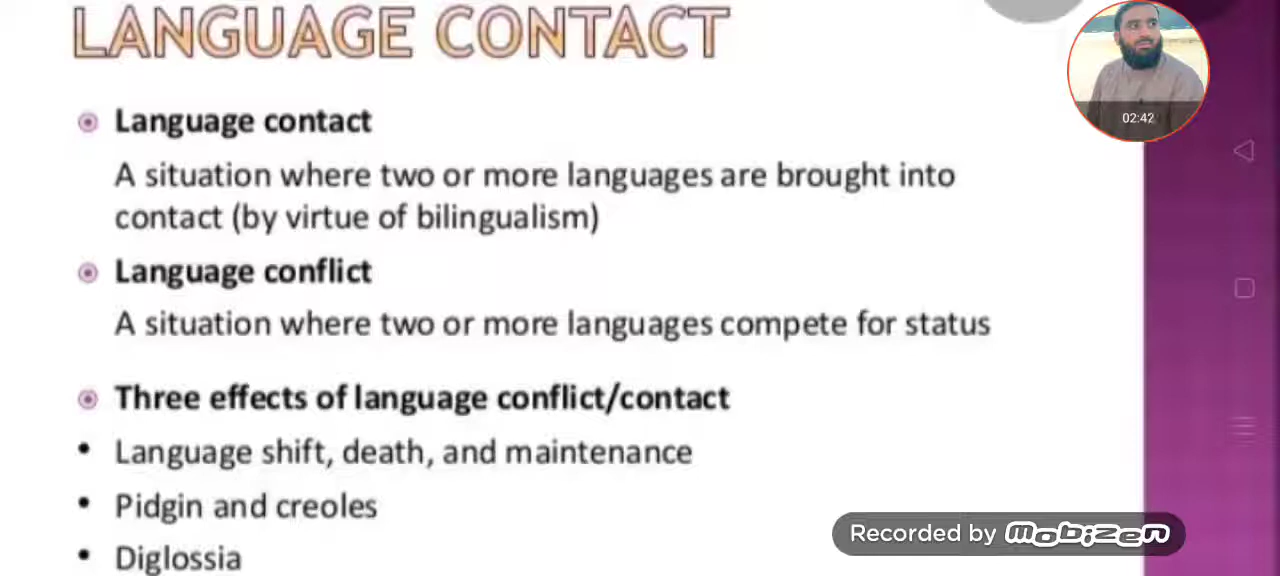 LANGUAGE CONTACT
Language contact
A situation where two or more languages are brought into
contact (by virtue of bilingualism)
Language conflict
A situation where two or more languages compete for status
Three effects of language conflict/contact
• Language shift, death, and maintenance
• Pidgin and creoles
• Diglossia
02:42
Recorded by Mobizen